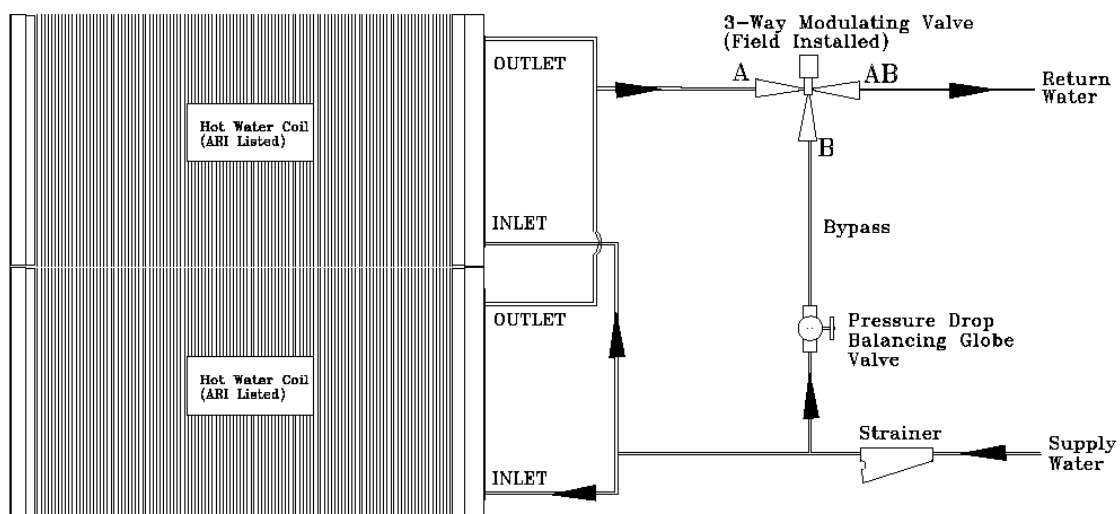 3-Way Modulating Valve
(Field Installed)
OUTLET
A
AB
Return
Water
Hot Water Coil
(ARI Listed)
B
INLET
Bypass
OUTLET
Pressure Drop
Balancing Globe
Valve
Hot Water Coil
(ARI Listed)
Strainer
Supply
Water
INLET